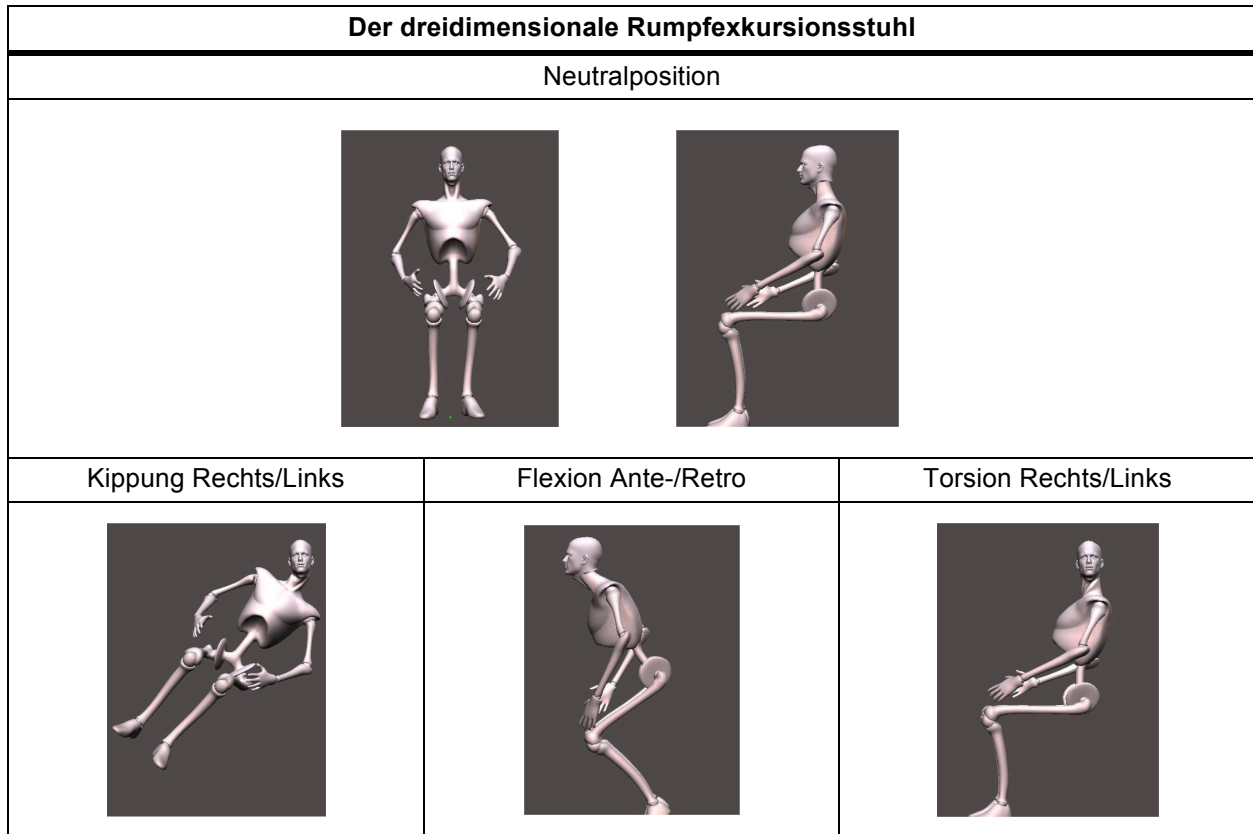 Der dreidimensionale Rumpfexkursionsstuhl
Neutralposition
Kippung Rechts/Links
Flexion Ante-/Retro
Torsion Rechts/Links